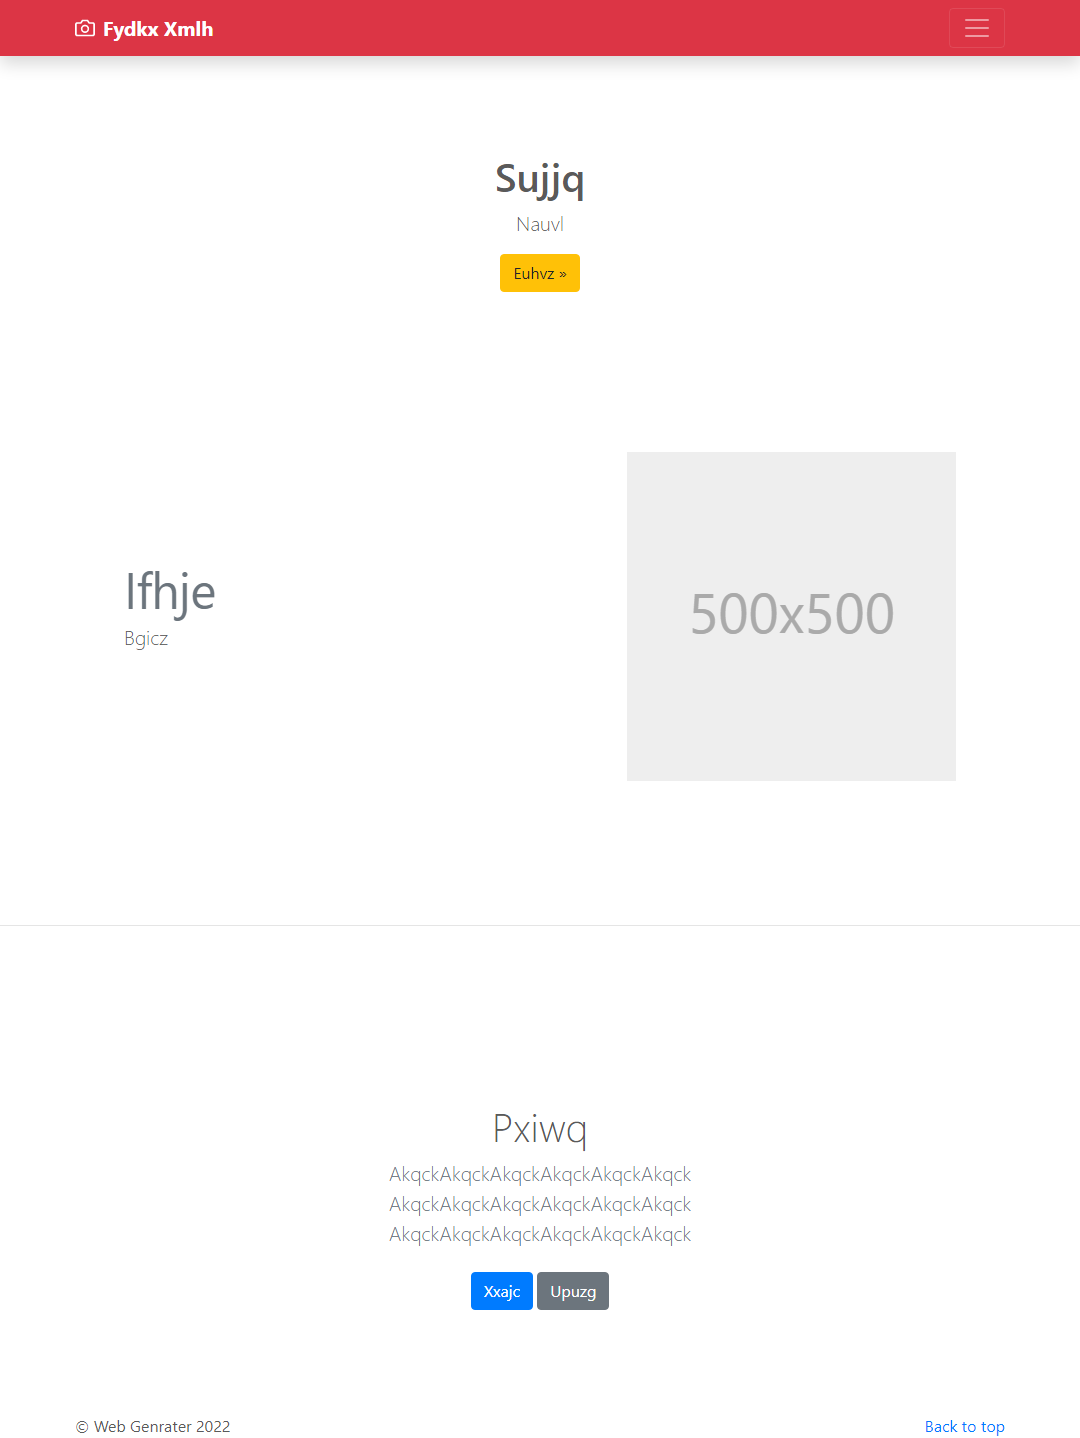 Fydkx Xmlh
Sujjq
Nauvl
Euhvz »
Ifhje
Bgicz
500x500
Pxiwq
AkqckAkqckAkqckAkqckAkqckAkqck
AkqckAkqckAkqckAkqckAkqckAkqck
AkqckAkqckAkqckAkqckAkqckAkqck
Xxajc Upuzg
© Web Genrater 2022 Back to top